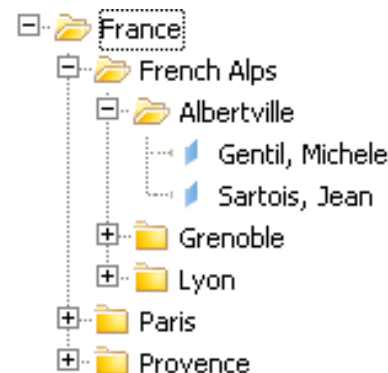 France
French Alps
Albertville
Gentil, Michele
Sartois, Jean
Grenoble
Lyon
Paris
Provence